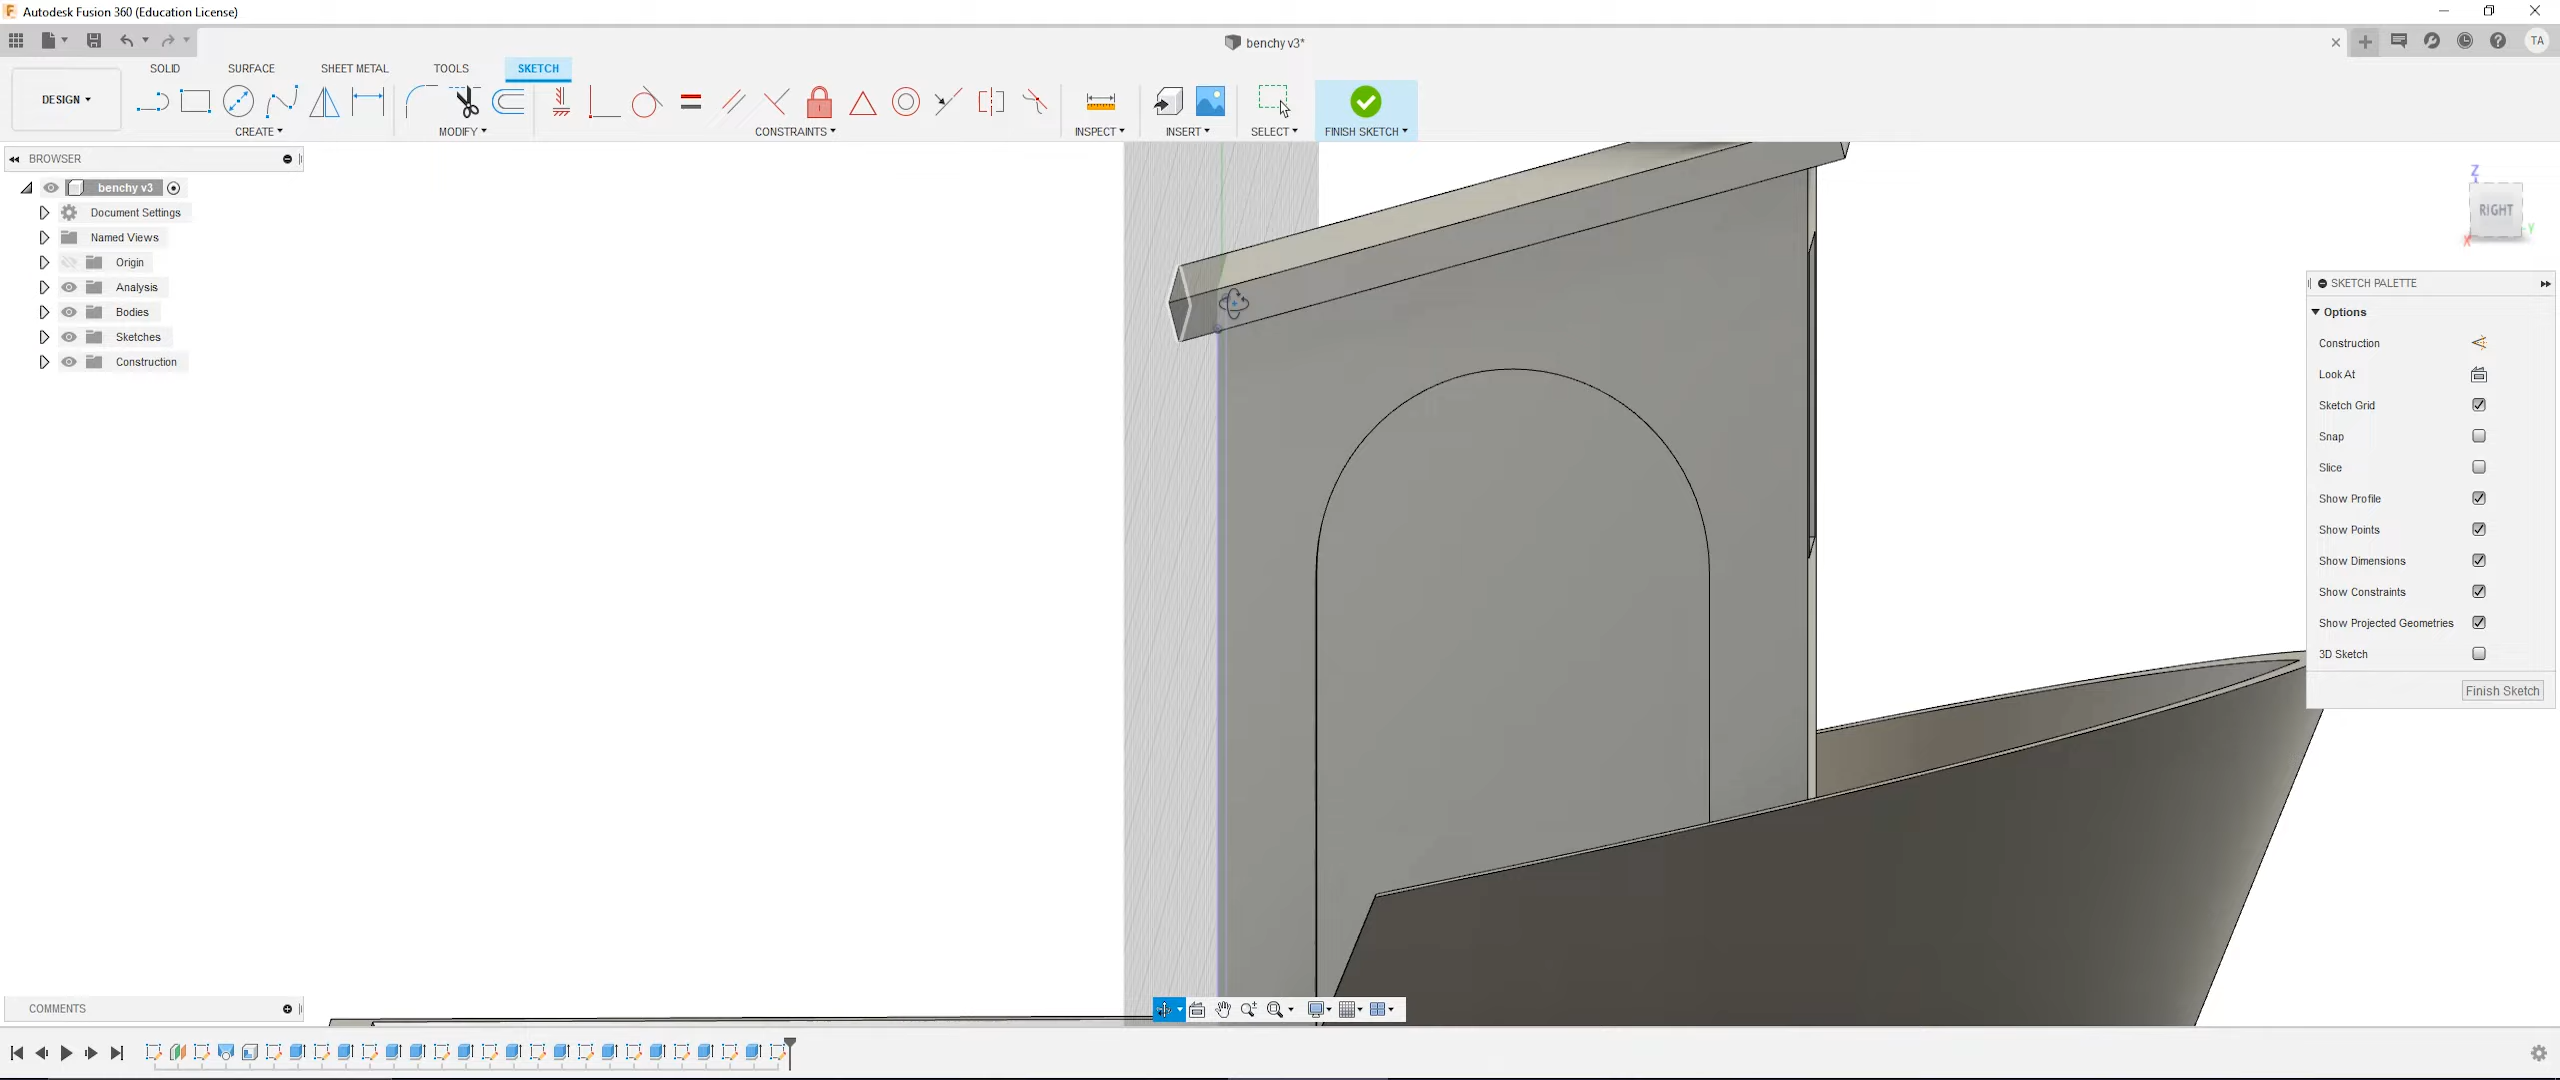 Autodesk Fusion 360 (Education License)
benchy v3*
TA
SOLID SURFACE SHEET METAL TOOLS SKETCH
DESIGN
CREATE MODIFY CONSTRAINTS INSPECT INSERT SELECT FINISH SKETCH
BROWSER
benchy v3
Document Settings
Named Views
Origin
Analysis
Bodies
Sketches
Construction
Z
RIGHT
Y
X
SKETCH PALETTE
Options
Construction
Look At
Sketch Grid
Snap
Slice
Show Profile
Show Points
Show Dimensions
Show Constraints
Show Projected Geometries
3D Sketch
Finish Sketch
COMMENTS